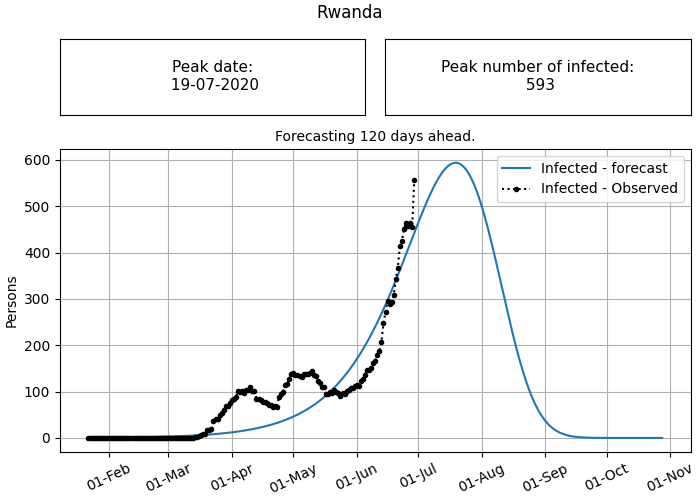 Rwanda
Peak date:
19-07-2020
Peak number of infected:
593
Forecasting 120 days ahead.
Infected - forecast
Infected - Observed
Persons
600
500
400
300
200
100
0
01-Feb
01-Mar
01-Apr
01-May
01-Jun
01-Jul
01-Aug
01-Sep
01-Oct
01-Nov